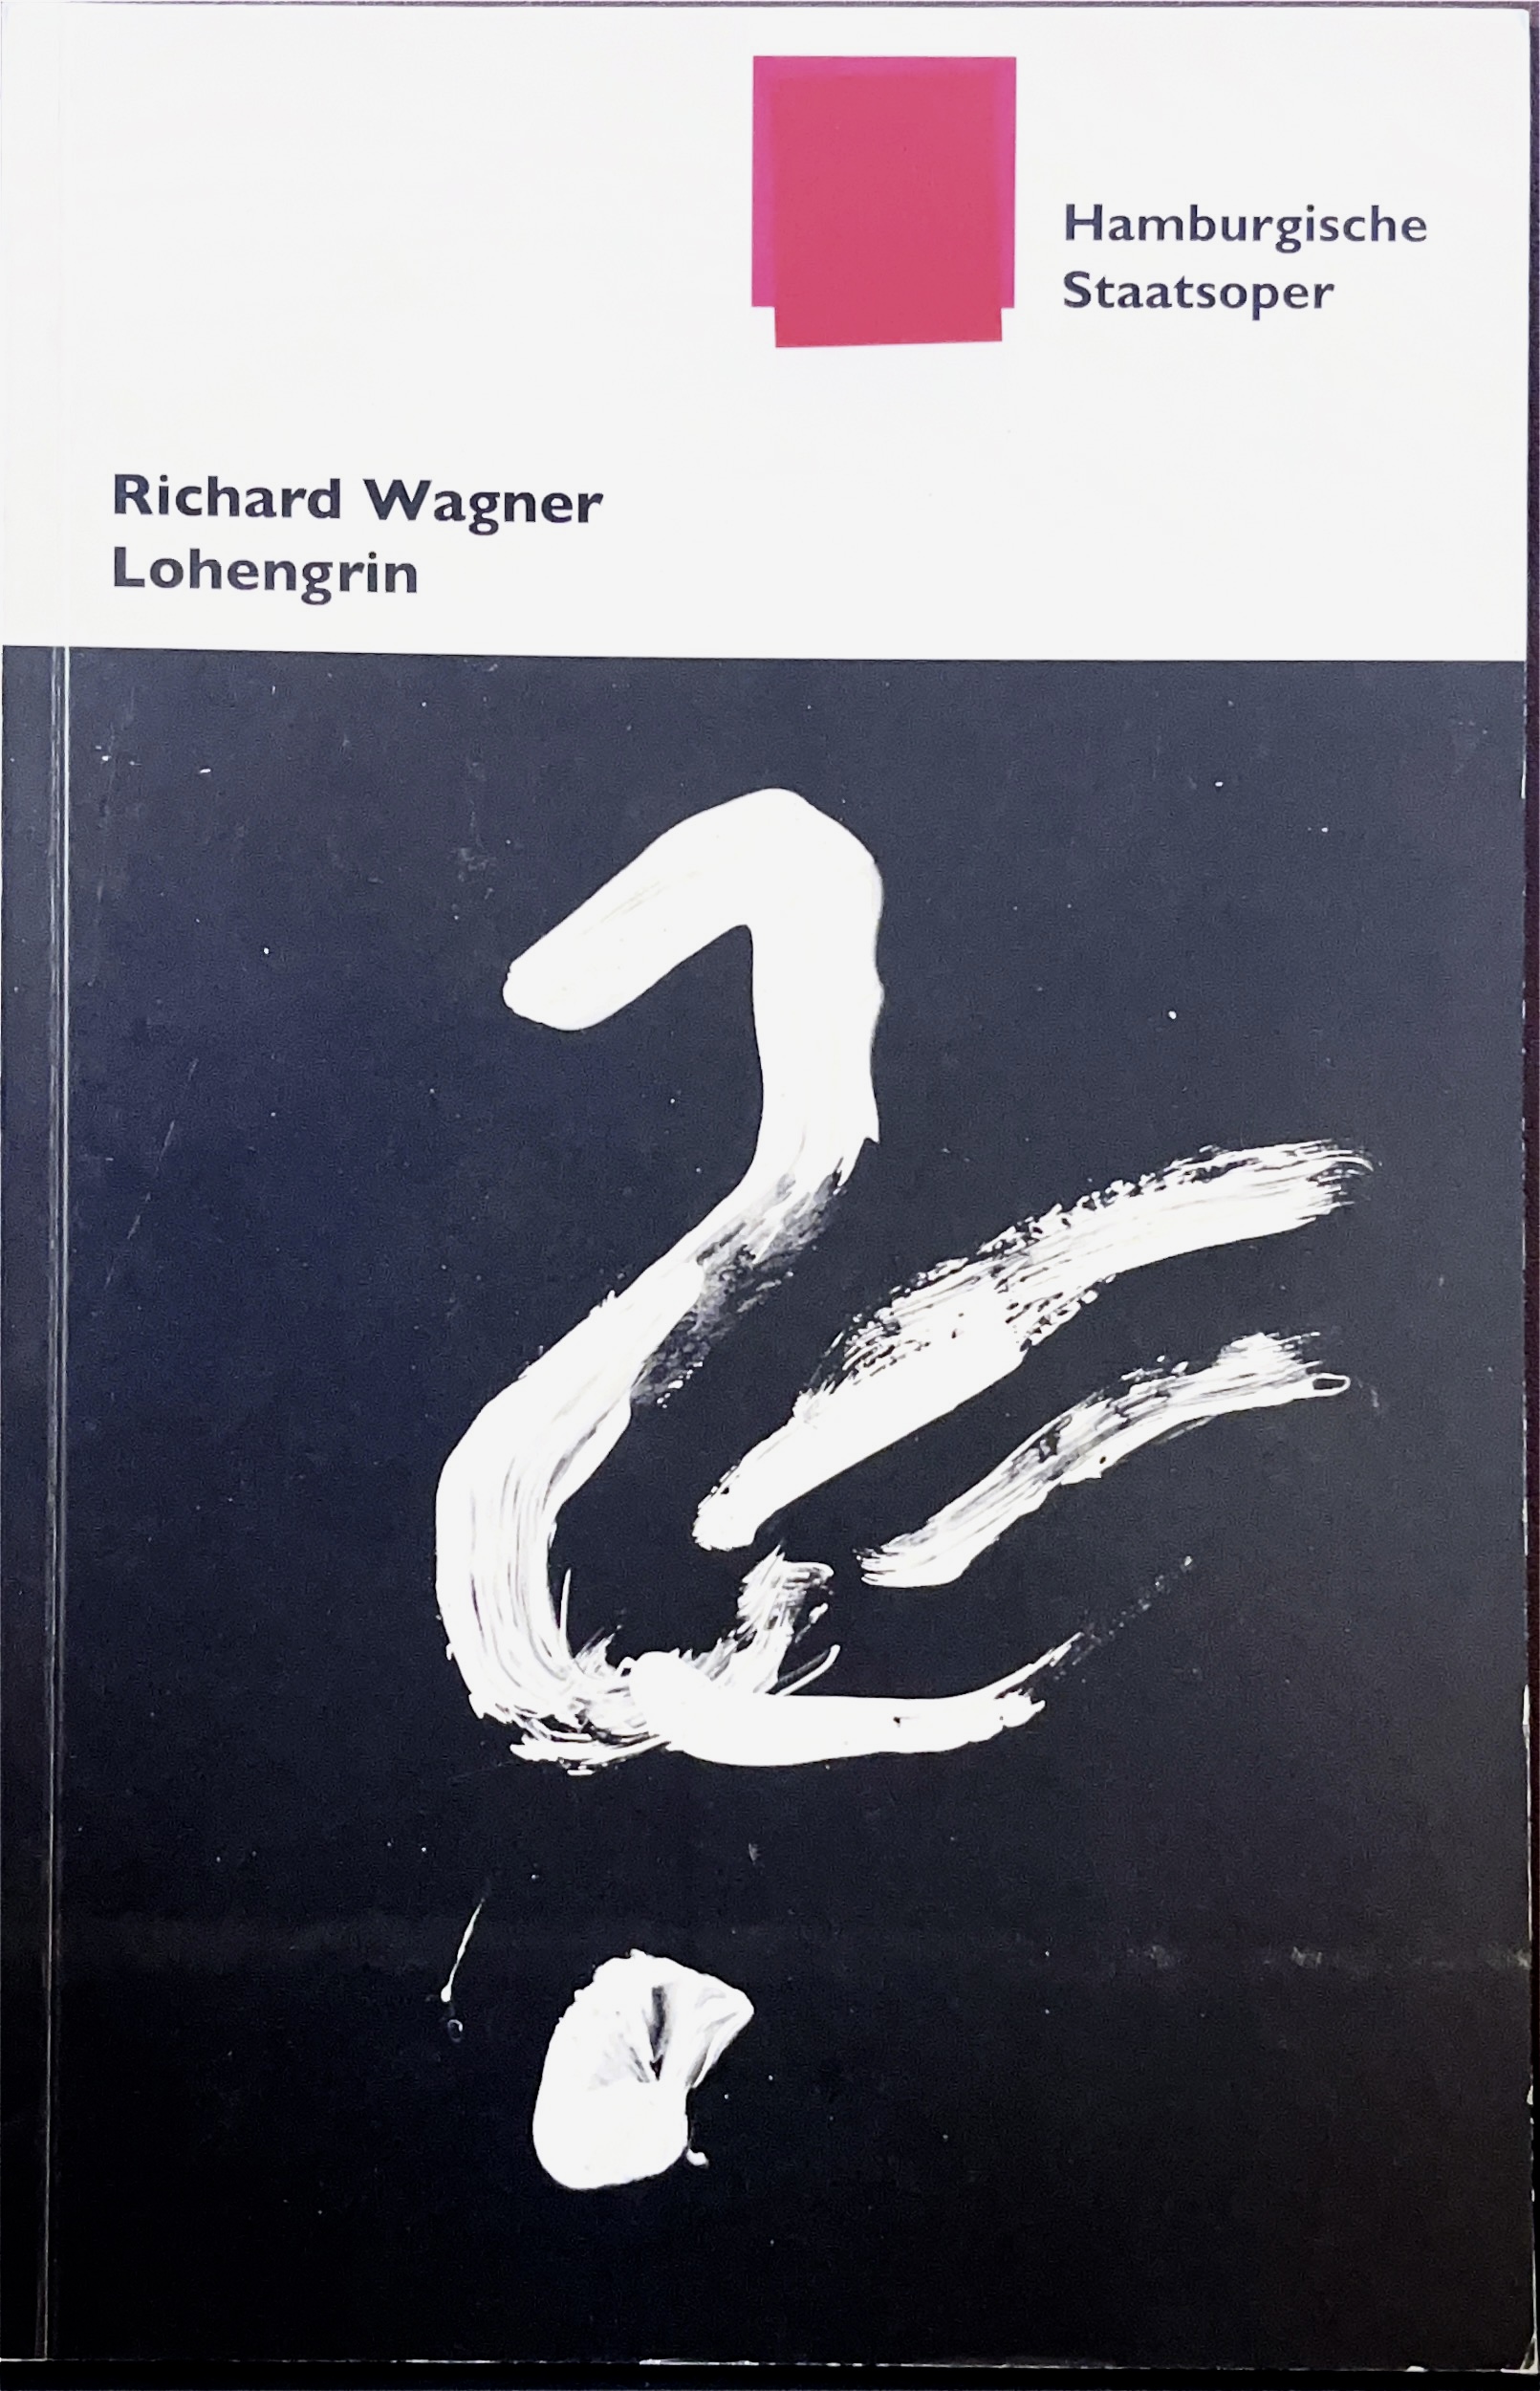 Hamburgische
Staatsoper
Richard Wagner
Lohengrin